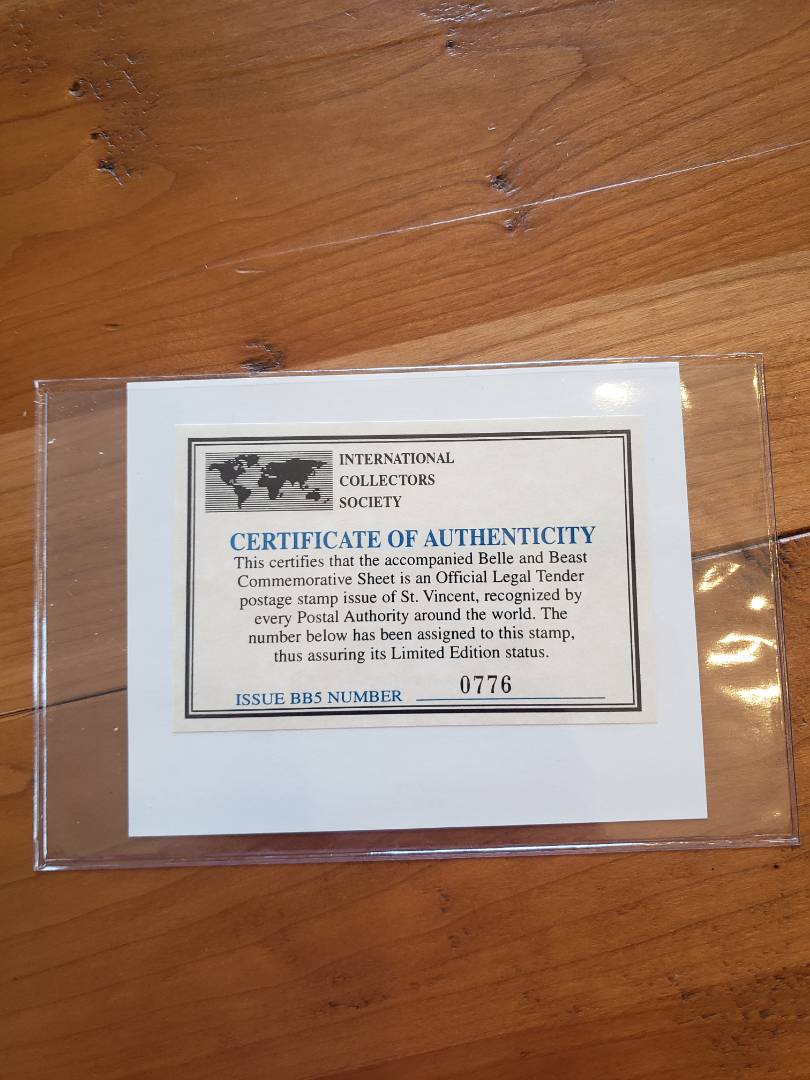 INTERNATIONAL
COLLECTORS
SOCIETY
CERTIFICATE OF AUTHENTICITY
This certifies that the accompanied Belle and Beast
Commemorative Sheet is an Official Legal Tender
postage stamp issue of St. Vincent, recognized by
every Postal Authority around the world. The
number below has been assigned to this stamp,
thus assuring its Limited Edition status.
ISSUE BB5 NUMBER 0776